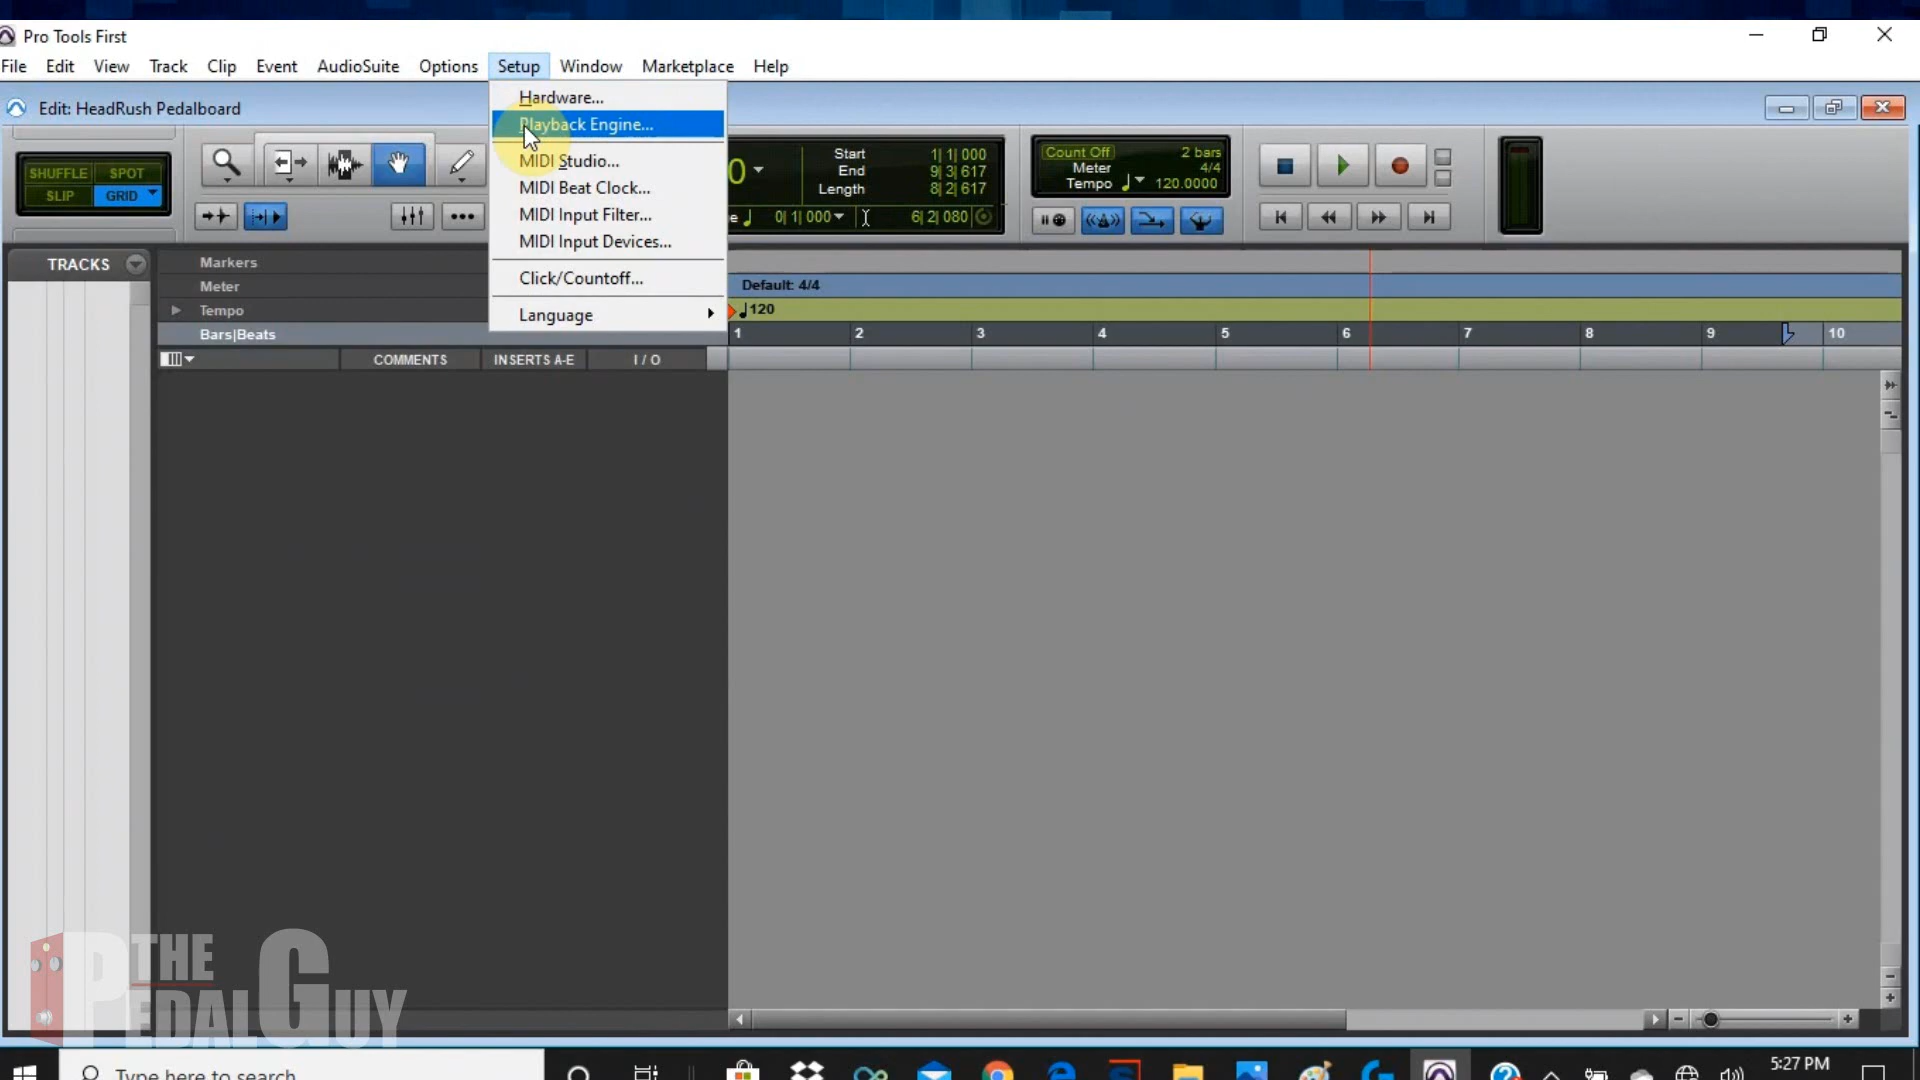 Pro Tools First
File Edit View Track Clip Event AudioSuite Options Setup Window Marketplace Help
Edit: HeadRush Pedalboard
Hardware...
Playback Engine...
MIDI Studio...
MIDI Beat Clock...
MIDI Input Filter...
MIDI Input Devices...
Click/Countoff...
Language
SHUFFLE SPOT
SLIP GRID
0
Start 1| 1| 000
End 9| 3| 617
Length 8| 2| 617
0| 1| 000 6| 2| 080
Count Off 2 bars
Meter 4/4
Tempo 120.0000
TRACKS
Markers
Meter
Tempo
Bars|Beats
Default: 4/4
120
1 2 3 4 5 6 7 8 9 10
COMMENTS INSERTS A-E I / O
THE
PEDAL GUY
Type here to search
5:27 PM